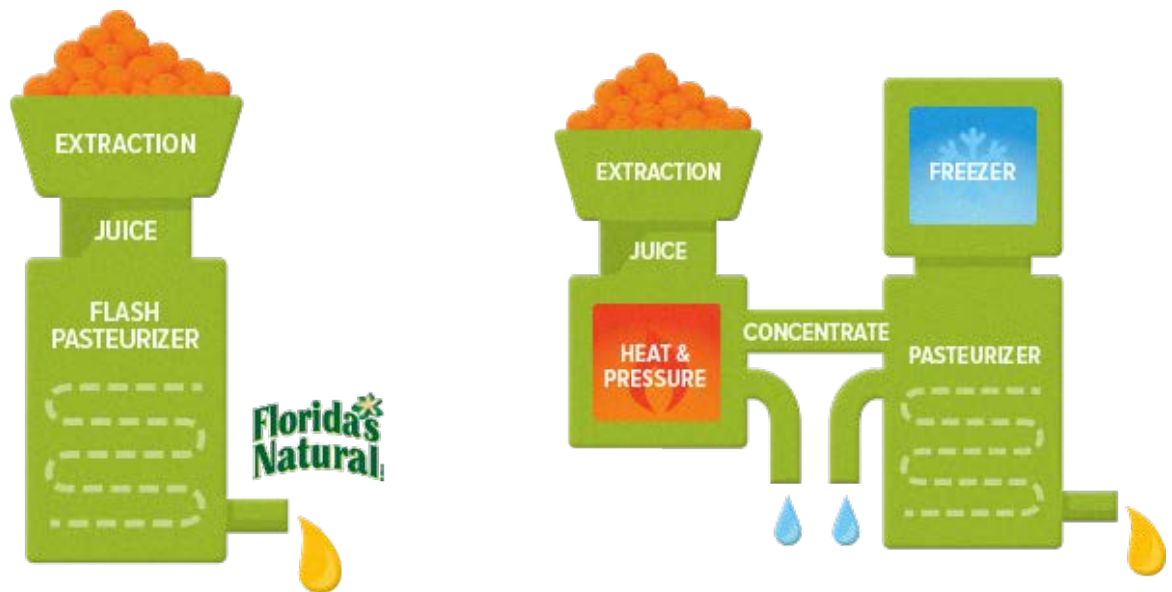 EXTRACTION
JUICE
FLASH
PASTEURIZER
Florida's
Natural
EXTRACTION
JUICE
HEAT &
PRESSURE
CONCENTRATE
FREEZER
PASTEURIZER